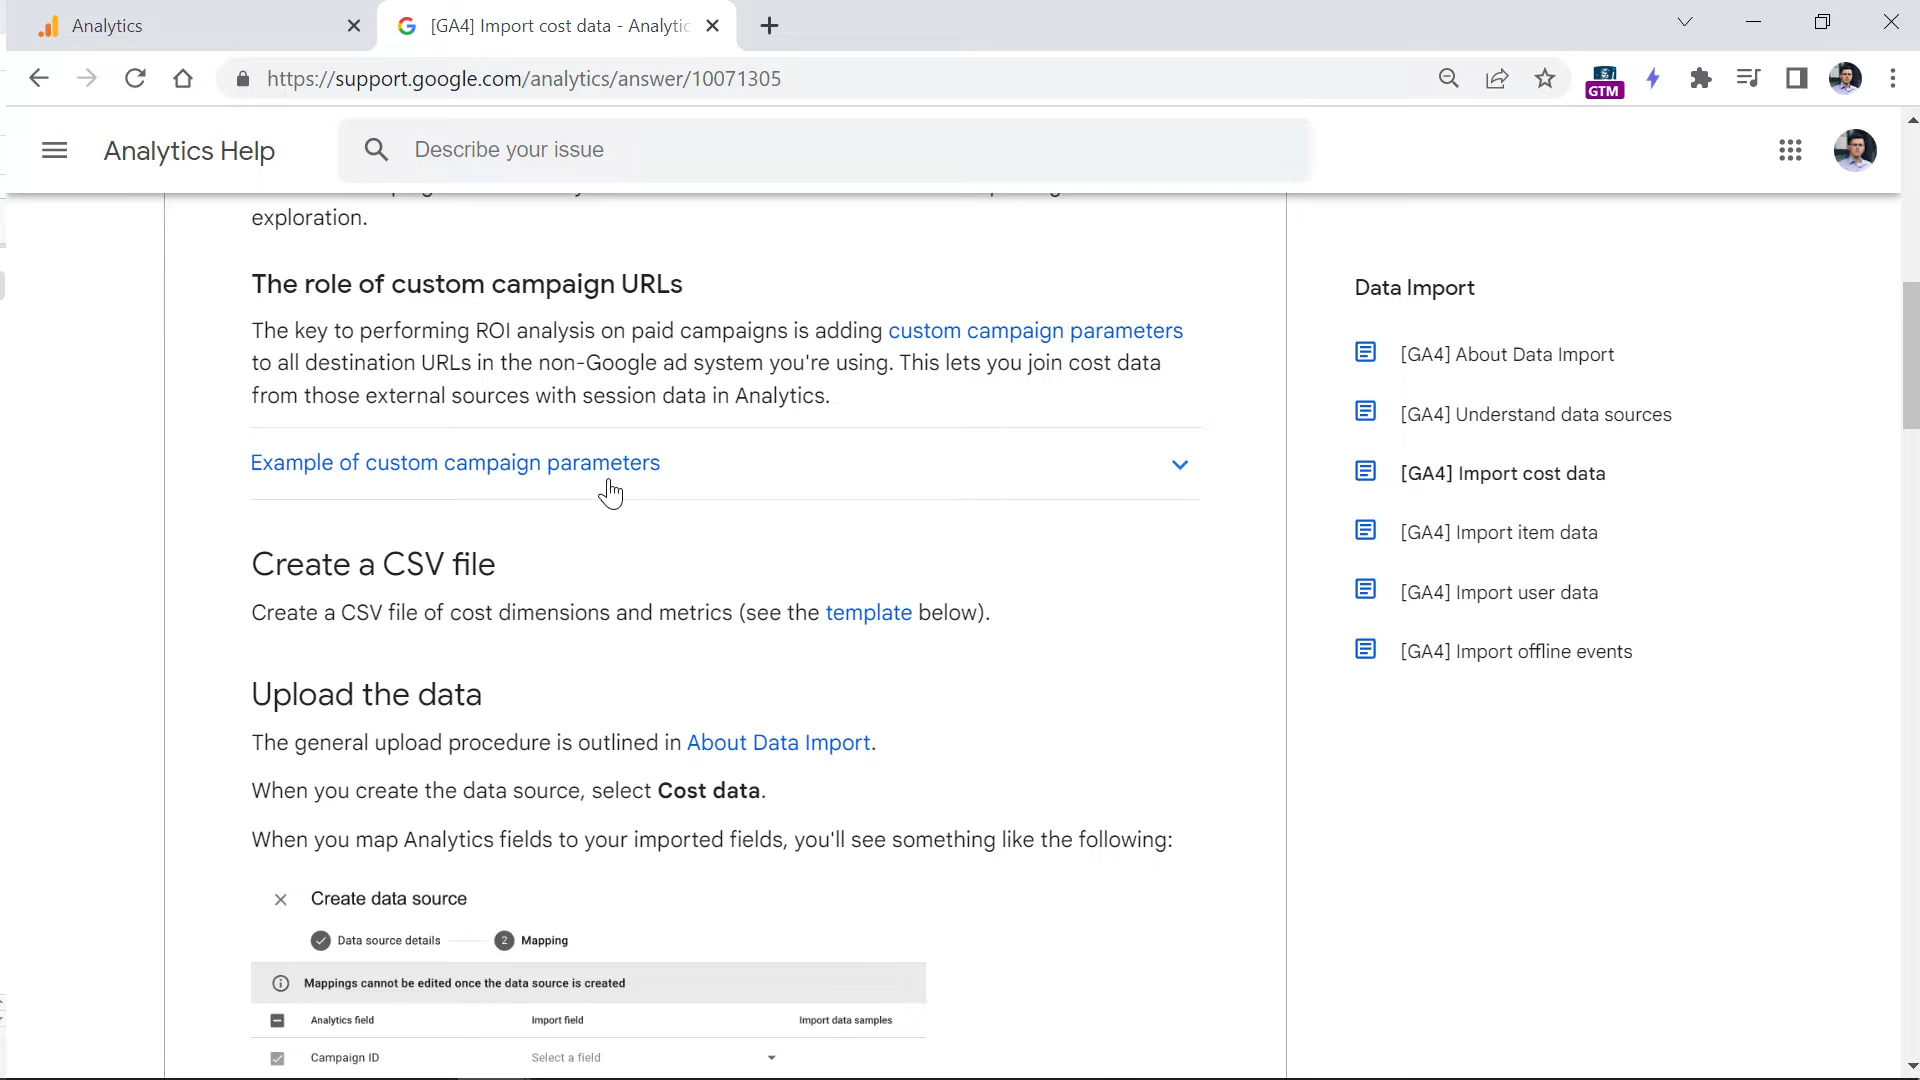 Analytics
[GA4] Import cost data - Analytic
https://support.google.com/analytics/answer/10071305
GTM
Analytics Help
Describe your issue
exploration.
The role of custom campaign URLs
The key to performing ROI analysis on paid campaigns is adding custom campaign parameters
to all destination URLs in the non-Google ad system you're using. This lets you join cost data
from those external sources with session data in Analytics.
Example of custom campaign parameters
Create a CSV file
Create a CSV file of cost dimensions and metrics (see the template below).
Upload the data
The general upload procedure is outlined in About Data Import.
When you create the data source, select Cost data.
When you map Analytics fields to your imported fields, you'll see something like the following:
Create data source
Data source details
2 Mapping
Mappings cannot be edited once the data source is created
Analytics field Import field Import data samples
Campaign ID Select a field
Data Import
[GA4] About Data Import
[GA4] Understand data sources
[GA4] Import cost data
[GA4] Import item data
[GA4] Import user data
[GA4] Import offline events